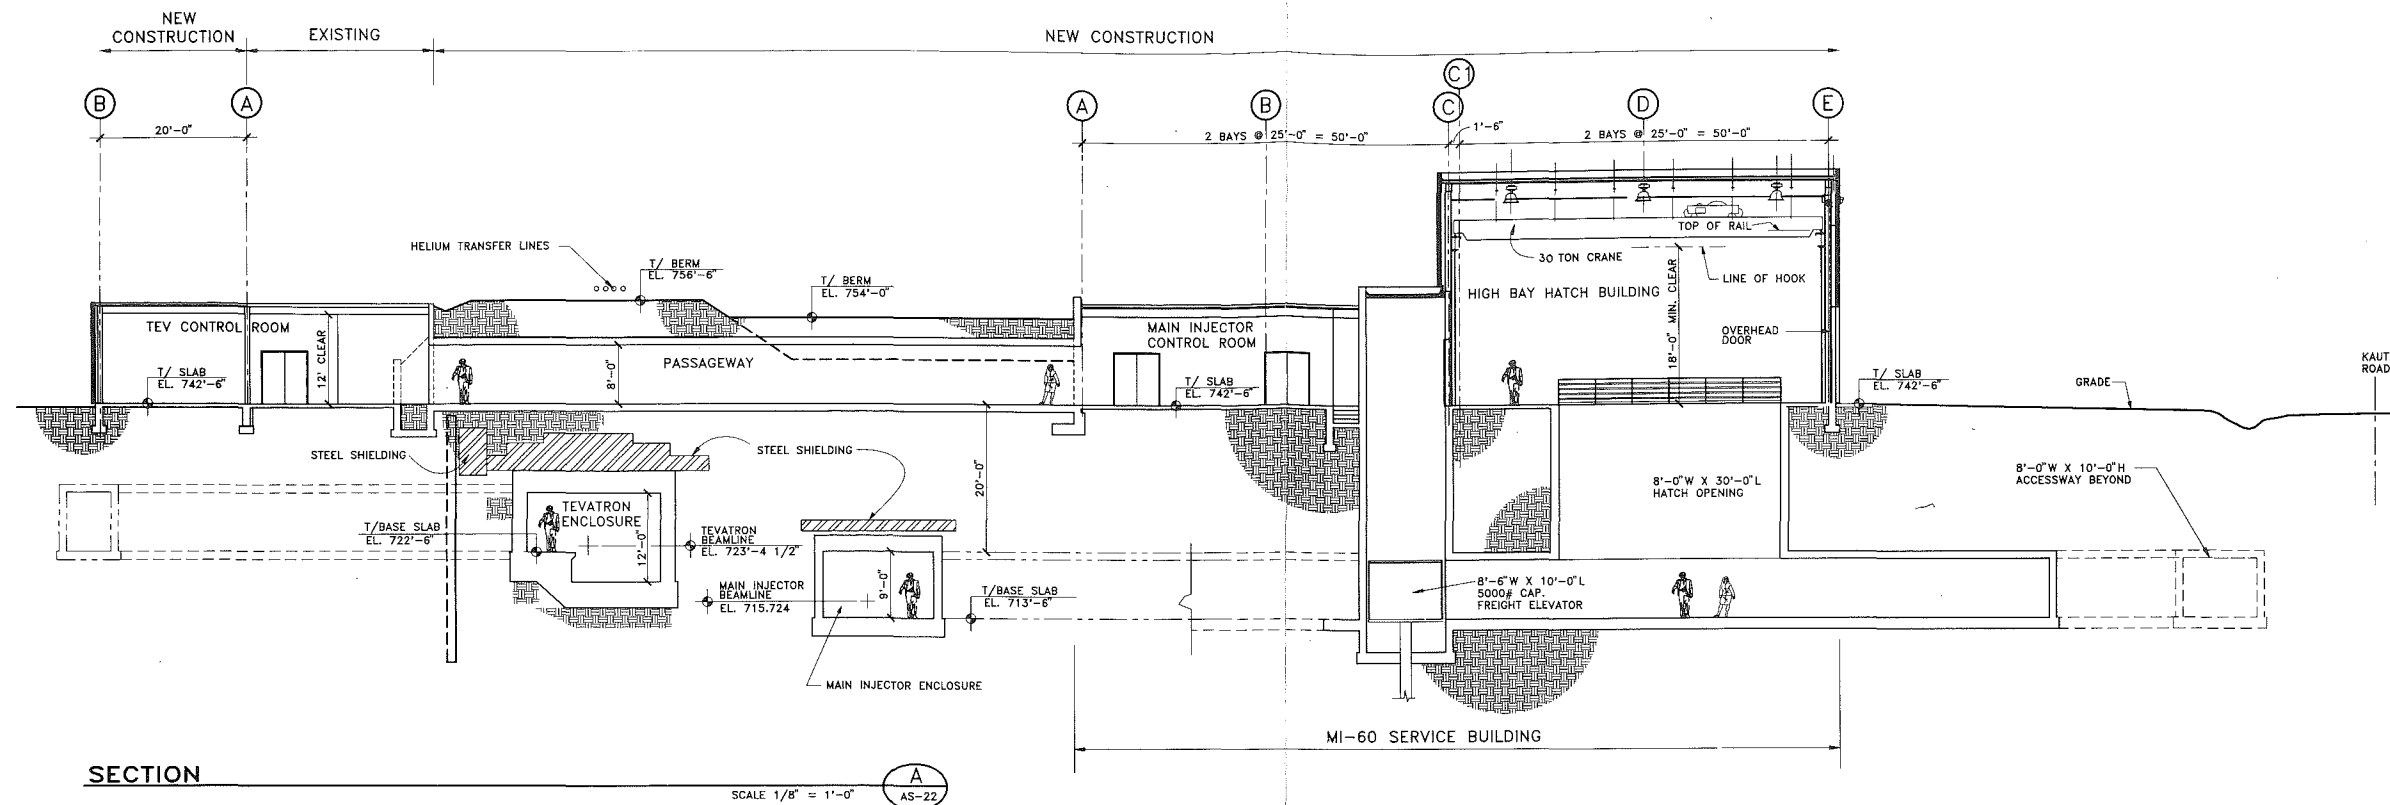 NEW
CONSTRUCTION
EXISTING
NEW CONSTRUCTION
B
A
A
B
C1
C
D
E
20'-0"
2 BAYS @ 25'-0" = 50'-0"
1'-6"
2 BAYS @ 25'-0" = 50'-0"
HELIUM TRANSFER LINES
T/ BERM
EL. 756'-6"
T/ BERM
EL. 754'-0"
TOP OF RAIL
30 TON CRANE
LINE OF HOOK
HIGH BAY HATCH BUILDING
18'-0" MIN. CLEAR
OVERHEAD
DOOR
TEV CONTROL ROOM
12' CLEAR
T/ SLAB
EL. 742'-6"
PASSAGEWAY
8'-0"
MAIN INJECTOR
CONTROL ROOM
T/ SLAB
EL. 742'-6"
T/ SLAB
EL. 742'-6"
GRADE
KAUT
ROAD
STEEL SHIELDING
STEEL SHIELDING
20'-0"
8'-0"W X 30'-0"L
HATCH OPENING
8'-0"W X 10'-0"H
ACCESSWAY BEYOND
TEVATRON
ENCLOSURE
12'-0"
T/BASE SLAB
EL. 722'-6"
TEVATRON
BEAMLINE
EL. 723'-4 1/2"
MAIN INJECTOR
BEAMLINE
EL. 715.724
9'-0"
T/BASE SLAB
EL. 713'-6"
8'-6"W X 10'-0"L
5000# CAP.
FREIGHT ELEVATOR
MAIN INJECTOR ENCLOSURE
MI-60 SERVICE BUILDING
SECTION
A
AS-22
SCALE 1/8" = 1'-0"